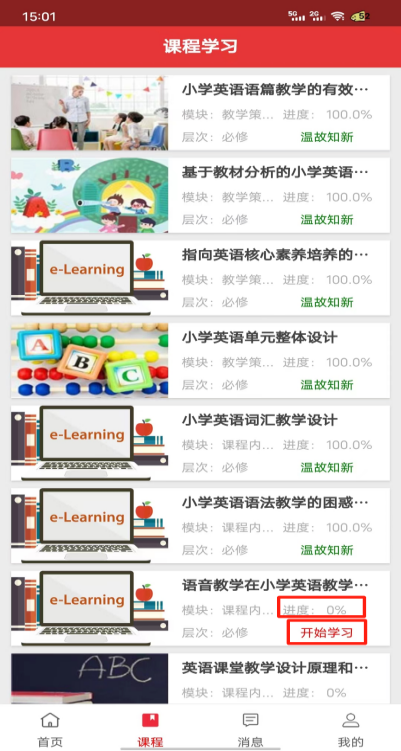 15:01
5G 2G 52
课程学习
小学英语语篇教学的有效…
模块：教学策… 进度： 100.0%
层次：必修 温故知新
基于教材分析的小学英语…
模块：教学策… 进度： 100.0%
层次：必修 温故知新
e-Learning
指向英语核心素养培养的…
模块：教学策… 进度： 100.0%
层次：必修 温故知新
A B C
小学英语单元整体设计
模块：教学策… 进度： 100.0%
层次：必修 温故知新
e-Learning
小学英语词汇教学设计
模块：课程内… 进度： 100.0%
层次：必修 温故知新
e-Learning
小学英语语法教学的困惑…
模块：课程内… 进度： 100.0%
层次：必修 温故知新
e-Learning
语音教学在小学英语教学…
模块：课程内… 进度： 0%
层次：必修 开始学习
ABC
英语课堂教学设计原理和…
模块：课程内… 进度： 0%
首页 课程 消息 我的